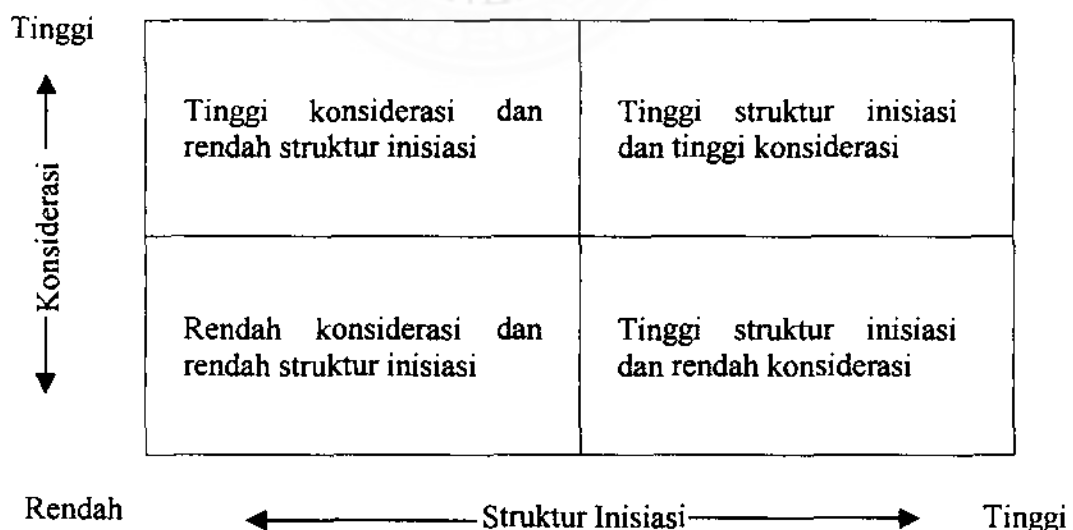 Tinggi
Tinggi konsiderasi dan
rendah struktur inisiasi
Tinggi struktur inisiasi
dan tinggi konsiderasi
Konsiderasi
Rendah konsiderasi dan
rendah struktur inisiasi
Tinggi struktur inisiasi
dan rendah konsiderasi
Rendah
Struktur Inisiasi
Tinggi